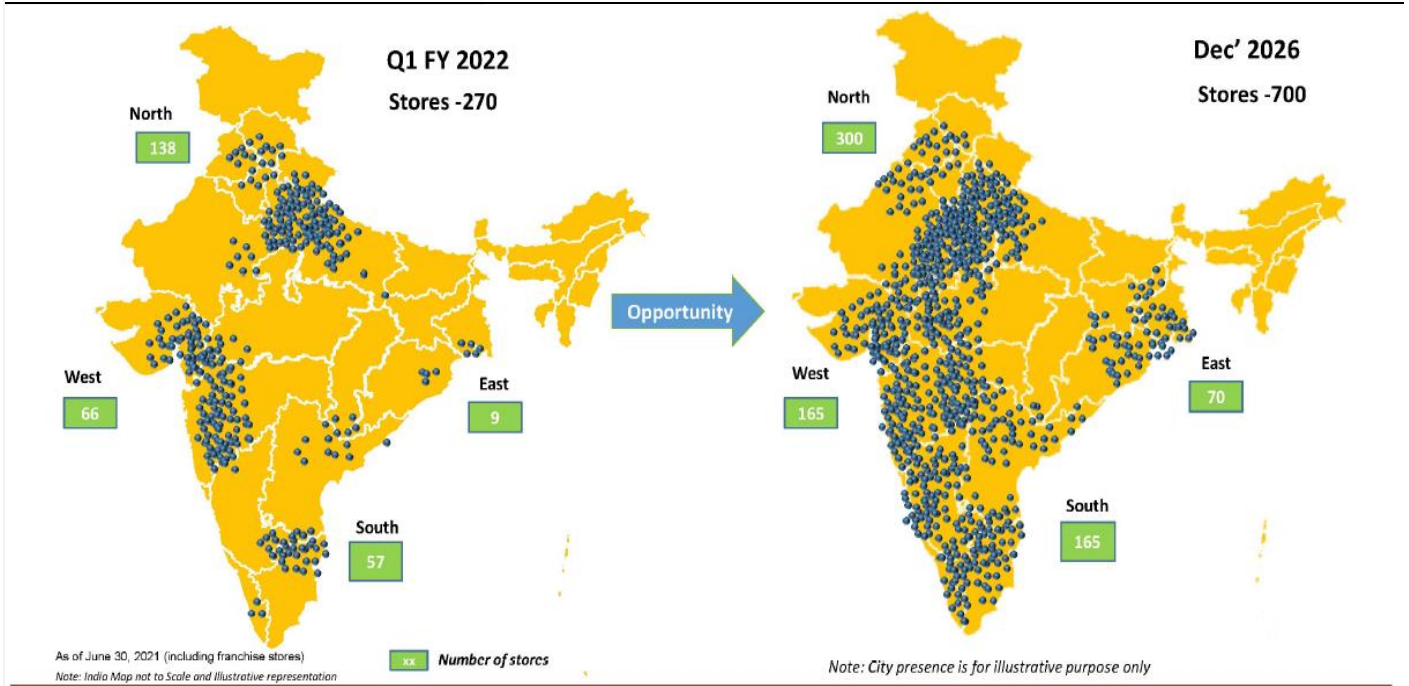 Q1 FY 2022
Stores -270
North
138
West
66
East
9
South
57
As of June 30, 2021 (including franchise stores)
Note: India Map not to Scale and Illustrative representation
xx Number of stores
Opportunity
Dec’ 2026
Stores -700
North
300
West
165
East
70
South
165
Note: City presence is for illustrative purpose only